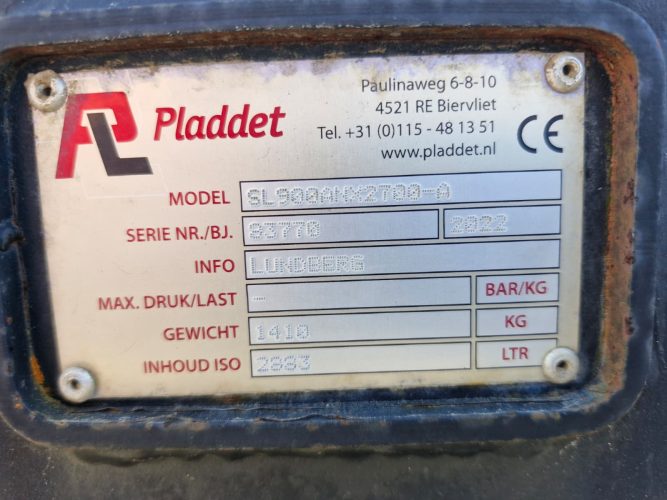 PL Pladdet
Paulinaweg 6-8-10
4521 RE Biervliet
Tel. +31 (0)115 - 48 13 51
www.pladdet.nl
CE
MODEL SL900AHX2700-A
SERIE NR./BJ. 83770 2022
INFO LUNDBERG
MAX. DRUK/LAST - BAR/KG
GEWICHT 1410 KG
INHOUD ISO 2883 LTR